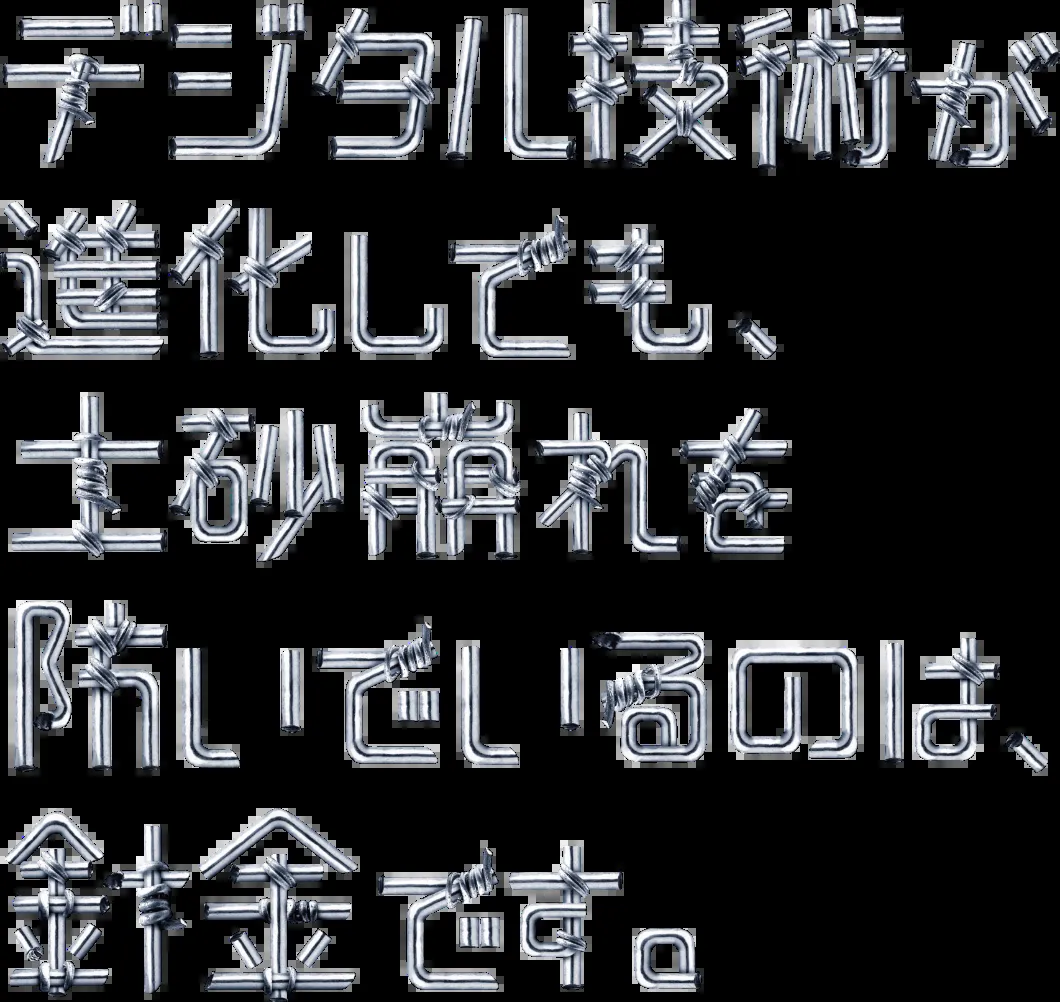 デジタル技術が
進化しても、
土砂崩れを
防いでいるのは、
針金です。